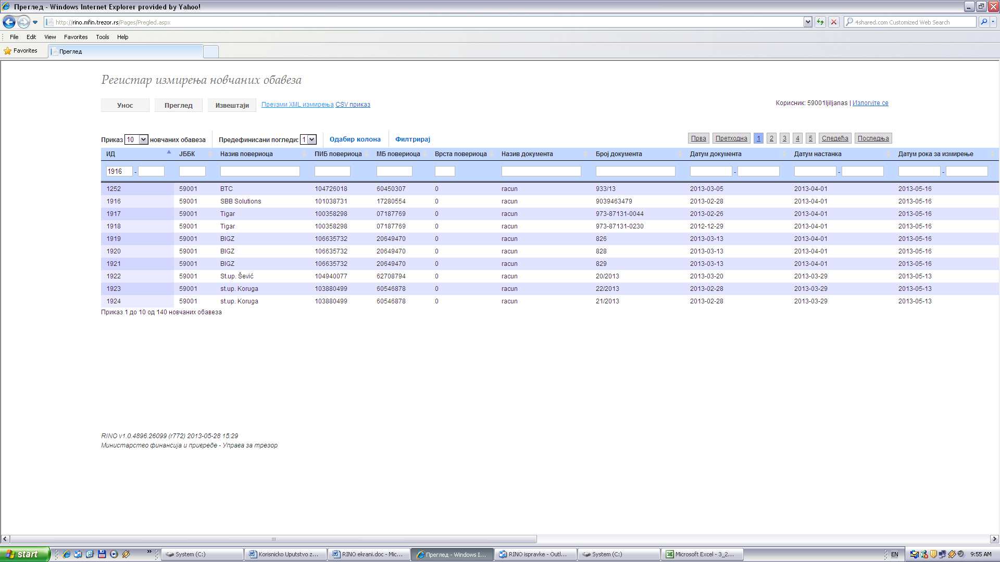 Преглед - Windows Internet Explorer provided by Yahoo!
http://rino.mfin.trezor.rs/Pages/Pregled.aspx
4shared.com Customized Web Search
File Edit View Favorites Tools Help
Favorites Преглед
Регистар измирења новчаних обавеза
Унос Преглед Извештаји Преузми XML измирења CSV приказ Корисник: 59001ljiljanas | Излогујте се
Приказ 10 новчаних обавеза Предефинисани погледи: 1 Одабир колона Филтрирај Прва Претходна 1 2 3 4 5 Следећа Последња
ИД ЈББК Назив повериоца ПИБ повериоца МБ повериоца Врста повериоца Назив документа Број документа Датум документа Датум настанка Датум рока за измирење
1916 - - - -
1252 59001 BTC 104726018 60450307 0 racun 933/13 2013-03-05 2013-04-01 2013-05-16
1916 59001 SBB Solutions 101038731 17280554 0 racun 9039463479 2013-02-28 2013-04-01 2013-05-16
1917 59001 Tigar 100358298 07187769 0 racun 973-87131-0044 2013-02-26 2013-04-01 2013-05-16
1918 59001 Tigar 100358298 07187769 0 racun 973-87131-0230 2012-12-29 2013-04-01 2013-05-16
1919 59001 BIGZ 106635732 20649470 0 racun 826 2013-03-13 2013-04-01 2013-05-16
1920 59001 BIGZ 106635732 20649470 0 racun 828 2013-03-13 2013-04-01 2013-05-16
1921 59001 BIGZ 106635732 20649470 0 racun 829 2013-03-13 2013-04-01 2013-05-16
1922 59001 St.up. Šević 104940077 62708794 0 racun 20/2013 2013-03-20 2013-03-29 2013-05-13
1923 59001 st.up. Koruga 103880499 60546878 0 racun 22/2013 2013-02-28 2013-03-29 2013-05-13
1924 59001 st.up. Koruga 103880499 60546878 0 racun 21/2013 2013-02-28 2013-03-29 2013-05-13
Приказ 1 до 10 од 140 новчаних обавеза
RINO v1.0.4896.26099 (r772) 2013-05-28 15:29
Министарство финансија и привреде - Управа за трезор
start » System (C:) Korisnicko Uputstvo z... RINO ekrani.doc - Mic... Преглед - Windows I... RINO ispravke - Outl... System (C:) Microsoft Excel - 3_2... EN 9:55 AM